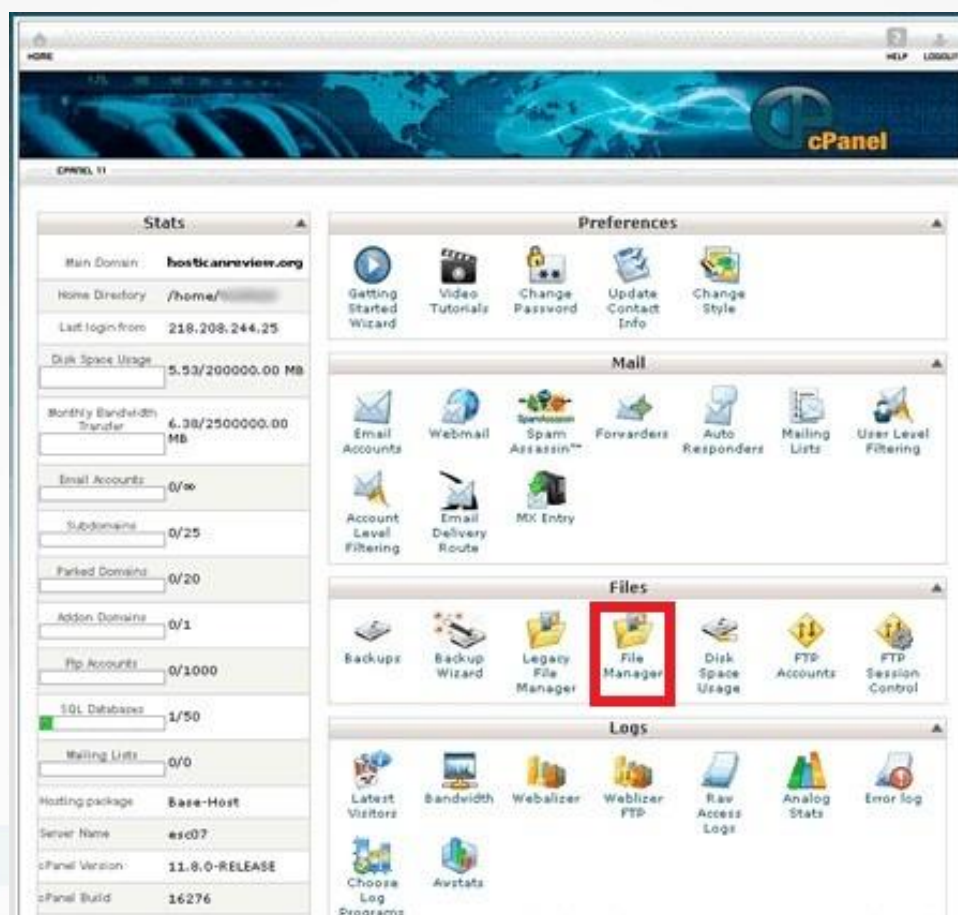 HOME
HELP LOGOUT
cPanel
CPANEL 11
Stats
Main Domain hosticanreview.org
Home Directory /home/
Last login from 218.208.244.25
Disk Space Usage 5.53/200000.00 MB
Monthly Bandwidth
Transfer
6.38/2500000.00
MB
Email Accounts 0/∞
Subdomains 0/25
Parked Domains 0/20
Addon Domains 0/1
Ftp Accounts 0/1000
SQL Databases 1/50
Mailing Lists 0/0
Hosting package Base-Host
Server Name esc07
cPanel Version 11.8.0-RELEASE
cPanel Build 16276
Preferences
Getting
Started
Wizard
Video
Tutorials
Change
Password
Update
Contact
Info
Change
Style
Mail
Email
Accounts
Webmail
SpamAssassin
Spam
Assassin™
Forwarders
Auto
Responders
Mailing
Lists
User Level
Filtering
Account
Level
Filtering
Email
Delivery
Route
MX Entry
Files
Backups
Backup
Wizard
Legacy
File
Manager
File
Manager
Disk
Space
Usage
FTP
Accounts
FTP
Session
Control
Logs
Latest
Visitors
Bandwidth
Webalizer
Weblizer
FTP
Raw
Access
Logs
Analog
Stats
Error log
Choose
Log
Programs
Awstats